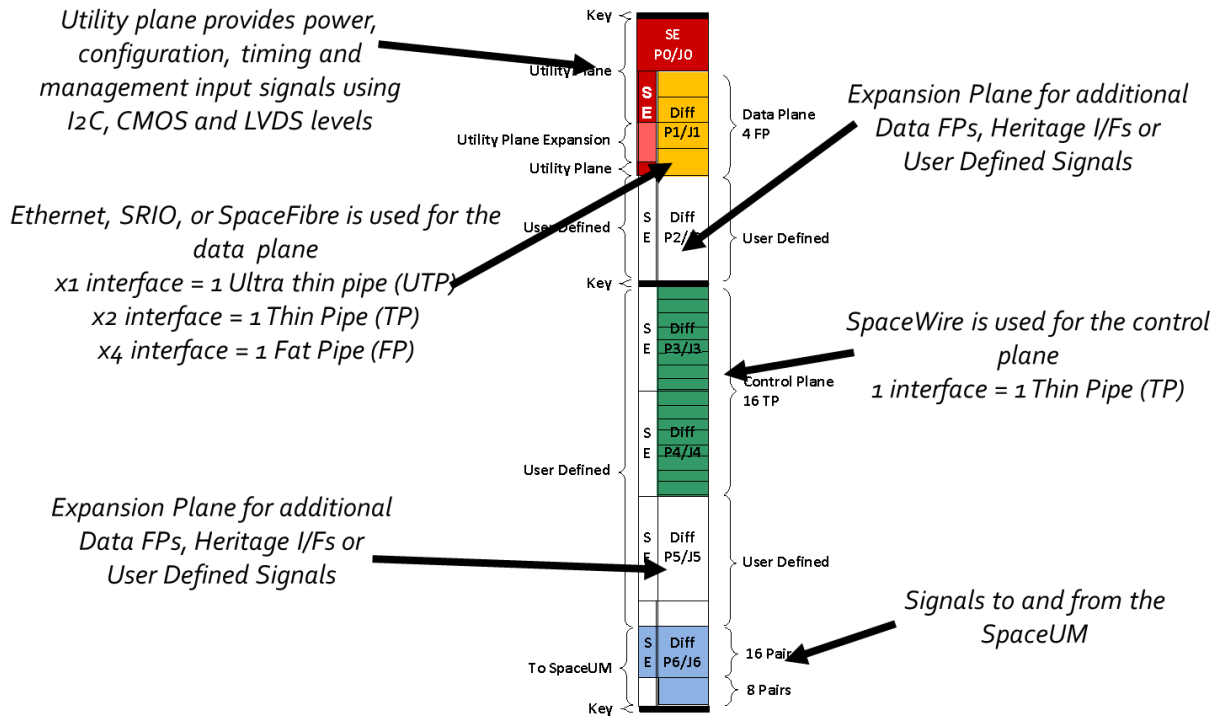 Utility plane provides power,
configuration, timing and
management input signals using
I2C, CMOS and LVDS levels
Ethernet, SRIO, or SpaceFibre is used for the
data plane
x1 interface = 1 Ultra thin pipe (UTP)
x2 interface = 1 Thin Pipe (TP)
x4 interface = 1 Fat Pipe (FP)
Expansion Plane for additional
Data FPs, Heritage I/Fs or
User Defined Signals
Key
Utility Plane
Utility Plane Expansion
Utility Plane
User Defined
Key
User Defined
To SpaceUM
Key
SE
P0/J0
S
E
Diff
P1/J1
S
E
Diff
P2/J2
S
E
Diff
P3/J3
S
E
Diff
P4/J4
S
E
Diff
P5/J5
S
E
Diff
P6/J6
Data Plane
4 FP
User Defined
Control Plane
16 TP
User Defined
16 Pairs
8 Pairs
Expansion Plane for additional
Data FPs, Heritage I/Fs or
User Defined Signals
SpaceWire is used for the control
plane
1 interface = 1 Thin Pipe (TP)
Signals to and from the
SpaceUM